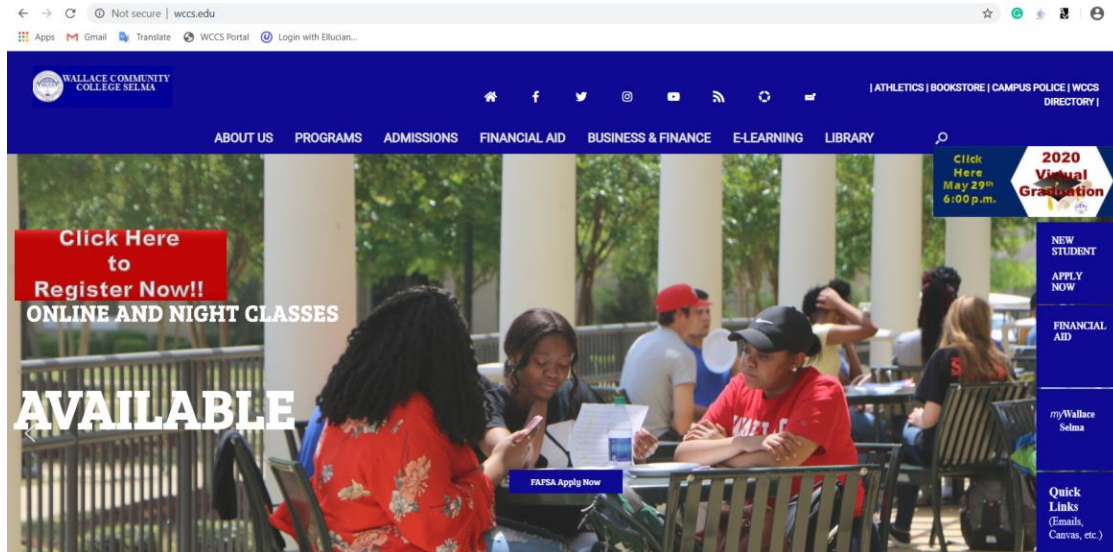 Not secure | wccs.edu
Apps Gmail Translate WCCS Portal Login with Ellucian...
WALLACE COMMUNITY
COLLEGE SELMA
| ATHLETICS | BOOKSTORE | CAMPUS POLICE | WCCS
DIRECTORY |
ABOUT US PROGRAMS ADMISSIONS FINANCIAL AID BUSINESS & FINANCE E-LEARNING LIBRARY
Click
Here
May 29th
6:00 p.m.
2020
Virtual
Graduation
Click Here
to
Register Now!!
ONLINE AND NIGHT CLASSES
AVAILABLE
FAFSA Apply Now
NEW
STUDENT
APPLY
NOW
FINANCIAL
AID
myWallace
Selma
Quick
Links
(Emails,
Canvas, etc.)